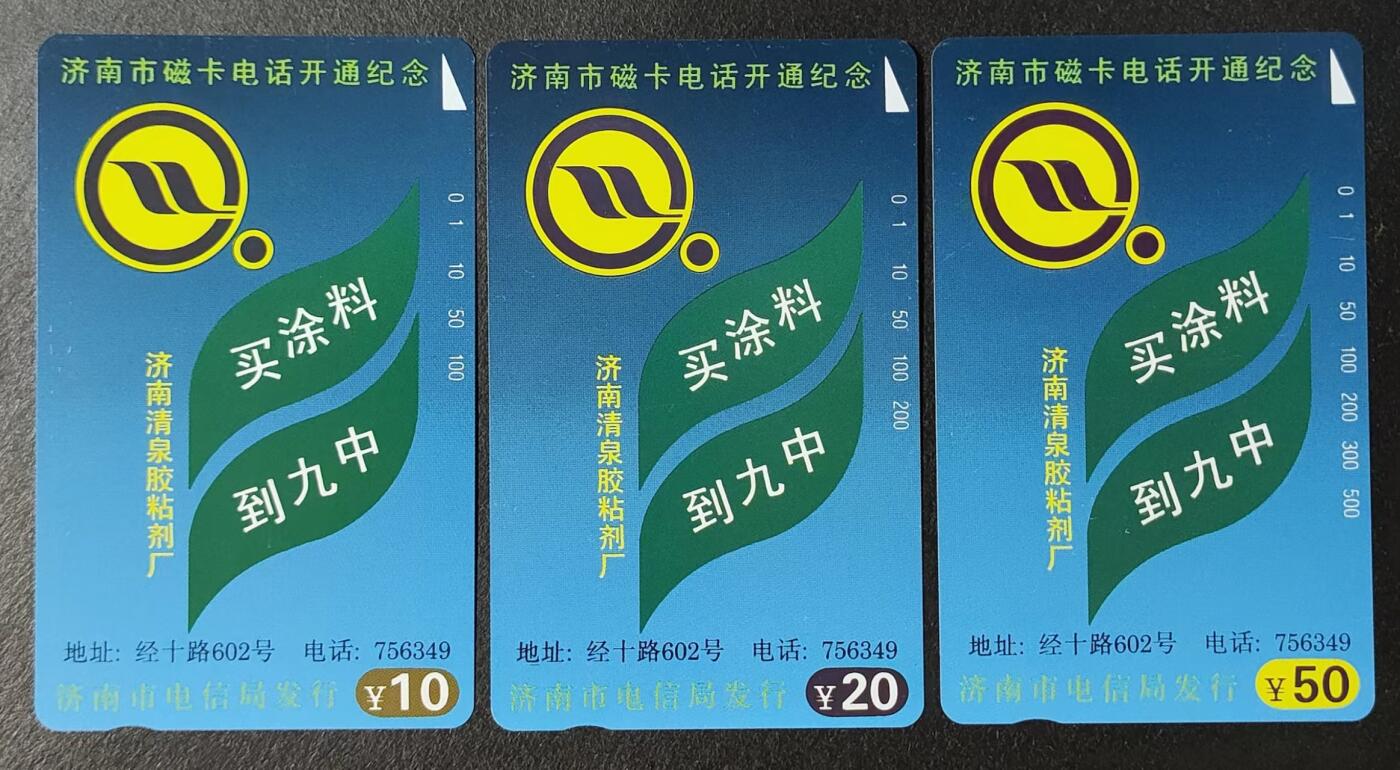 济南市磁卡电话开通纪念
买涂料
到九中
济南清泉胶粘剂厂
0 1 10 50 100
地址: 经十路602号 电话: 756349
济南市电信局发行
¥10
济南市磁卡电话开通纪念
买涂料
到九中
济南清泉胶粘剂厂
0 1 10 50 100 200
地址: 经十路602号 电话: 756349
济南市电信局发行
¥20
济南市磁卡电话开通纪念
买涂料
到九中
济南清泉胶粘剂厂
0 1 10 50 100 200 300 500
地址: 经十路602号 电话: 756349
济南市电信局发行
¥50